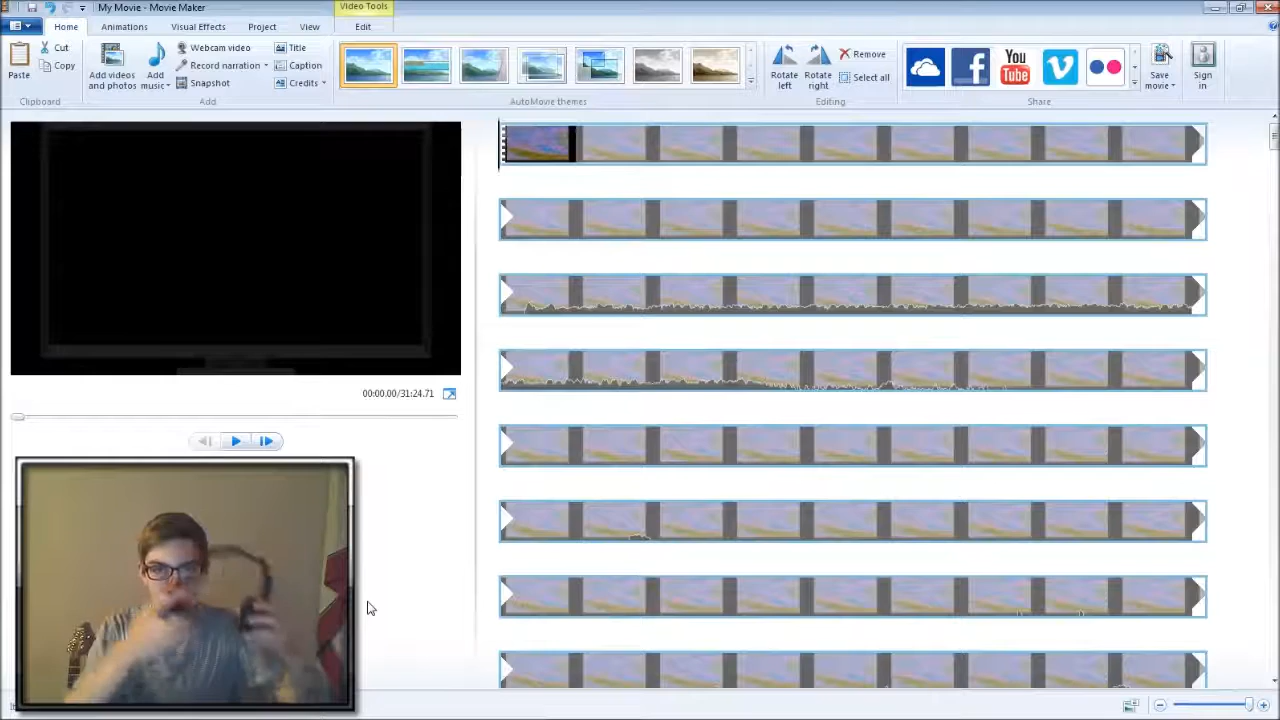 My Movie - Movie Maker
Video Tools
Home
Animations
Visual Effects
Project
View
Edit
Paste
Cut
Copy
Clipboard
Add videos
and photos
Add
music
Webcam video
Record narration
Snapshot
Title
Caption
Credits
Add
AutoMovie themes
Rotate
left
Rotate
right
Remove
Select all
Editing
You
Tube
Share
Save
movie
Sign
in
00:00.00/31:24.71